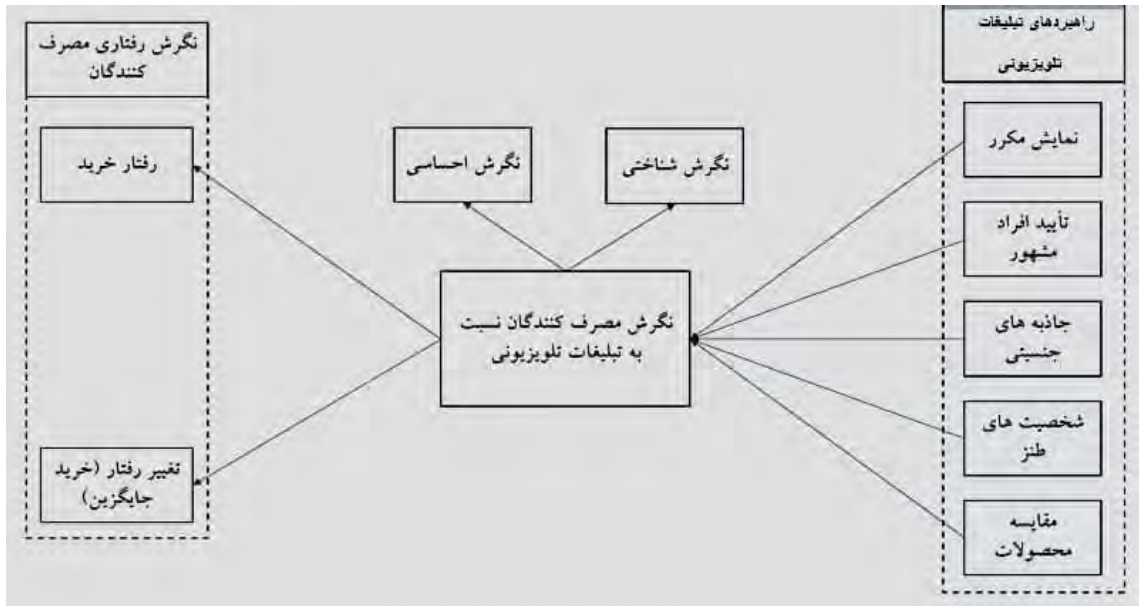 راهبردهای تبلیغات
تلویزیونی
نمایش مکرر
تأیید افراد
مشهور
جاذبه های
جنسیتی
شخصیت های
طنز
مقایسه
محصولات
نگرش شناختی
نگرش احساسی
نگرش مصرف کنندگان نسبت
به تبلیغات تلویزیونی
نگرش رفتاری مصرف
کنندگان
رفتار خرید
تغییر رفتار (خرید
جایگزین)